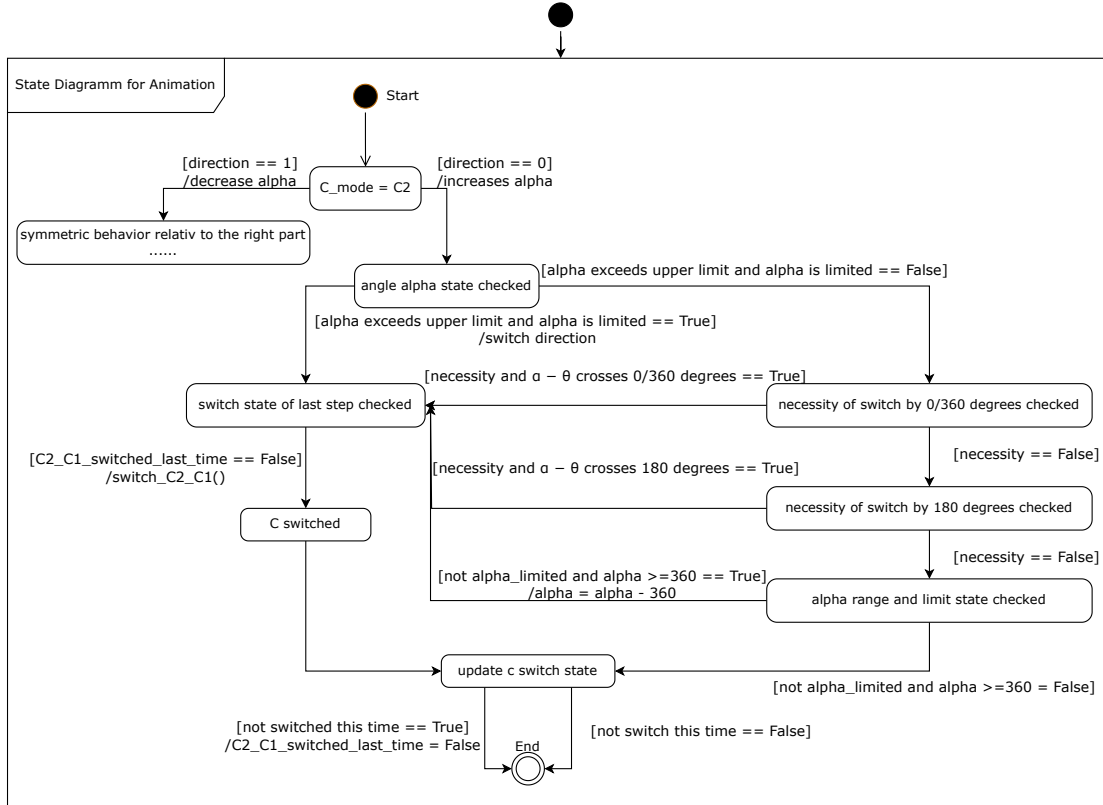 State Diagramm for Animation
Start
[direction == 1]
/decrease alpha
[direction == 0]
/increases alpha
C_mode = C2
symmetric behavior relativ to the right part
......
angle alpha state checked
[alpha exceeds upper limit and alpha is limited == False]
[alpha exceeds upper limit and alpha is limited == True]
/switch direction
[necessity and α − θ crosses 0/360 degrees == True]
switch state of last step checked
necessity of switch by 0/360 degrees checked
[C2_C1_switched_last_time == False]
/switch_C2_C1()
[necessity and α − θ crosses 180 degrees == True]
[necessity == False]
C switched
necessity of switch by 180 degrees checked
[necessity == False]
[not alpha_limited and alpha >=360 == True]
/alpha = alpha - 360
alpha range and limit state checked
update c switch state
[not alpha_limited and alpha >=360 = False]
[not switched this time == True]
/C2_C1_switched_last_time = False
[not switch this time == False]
End